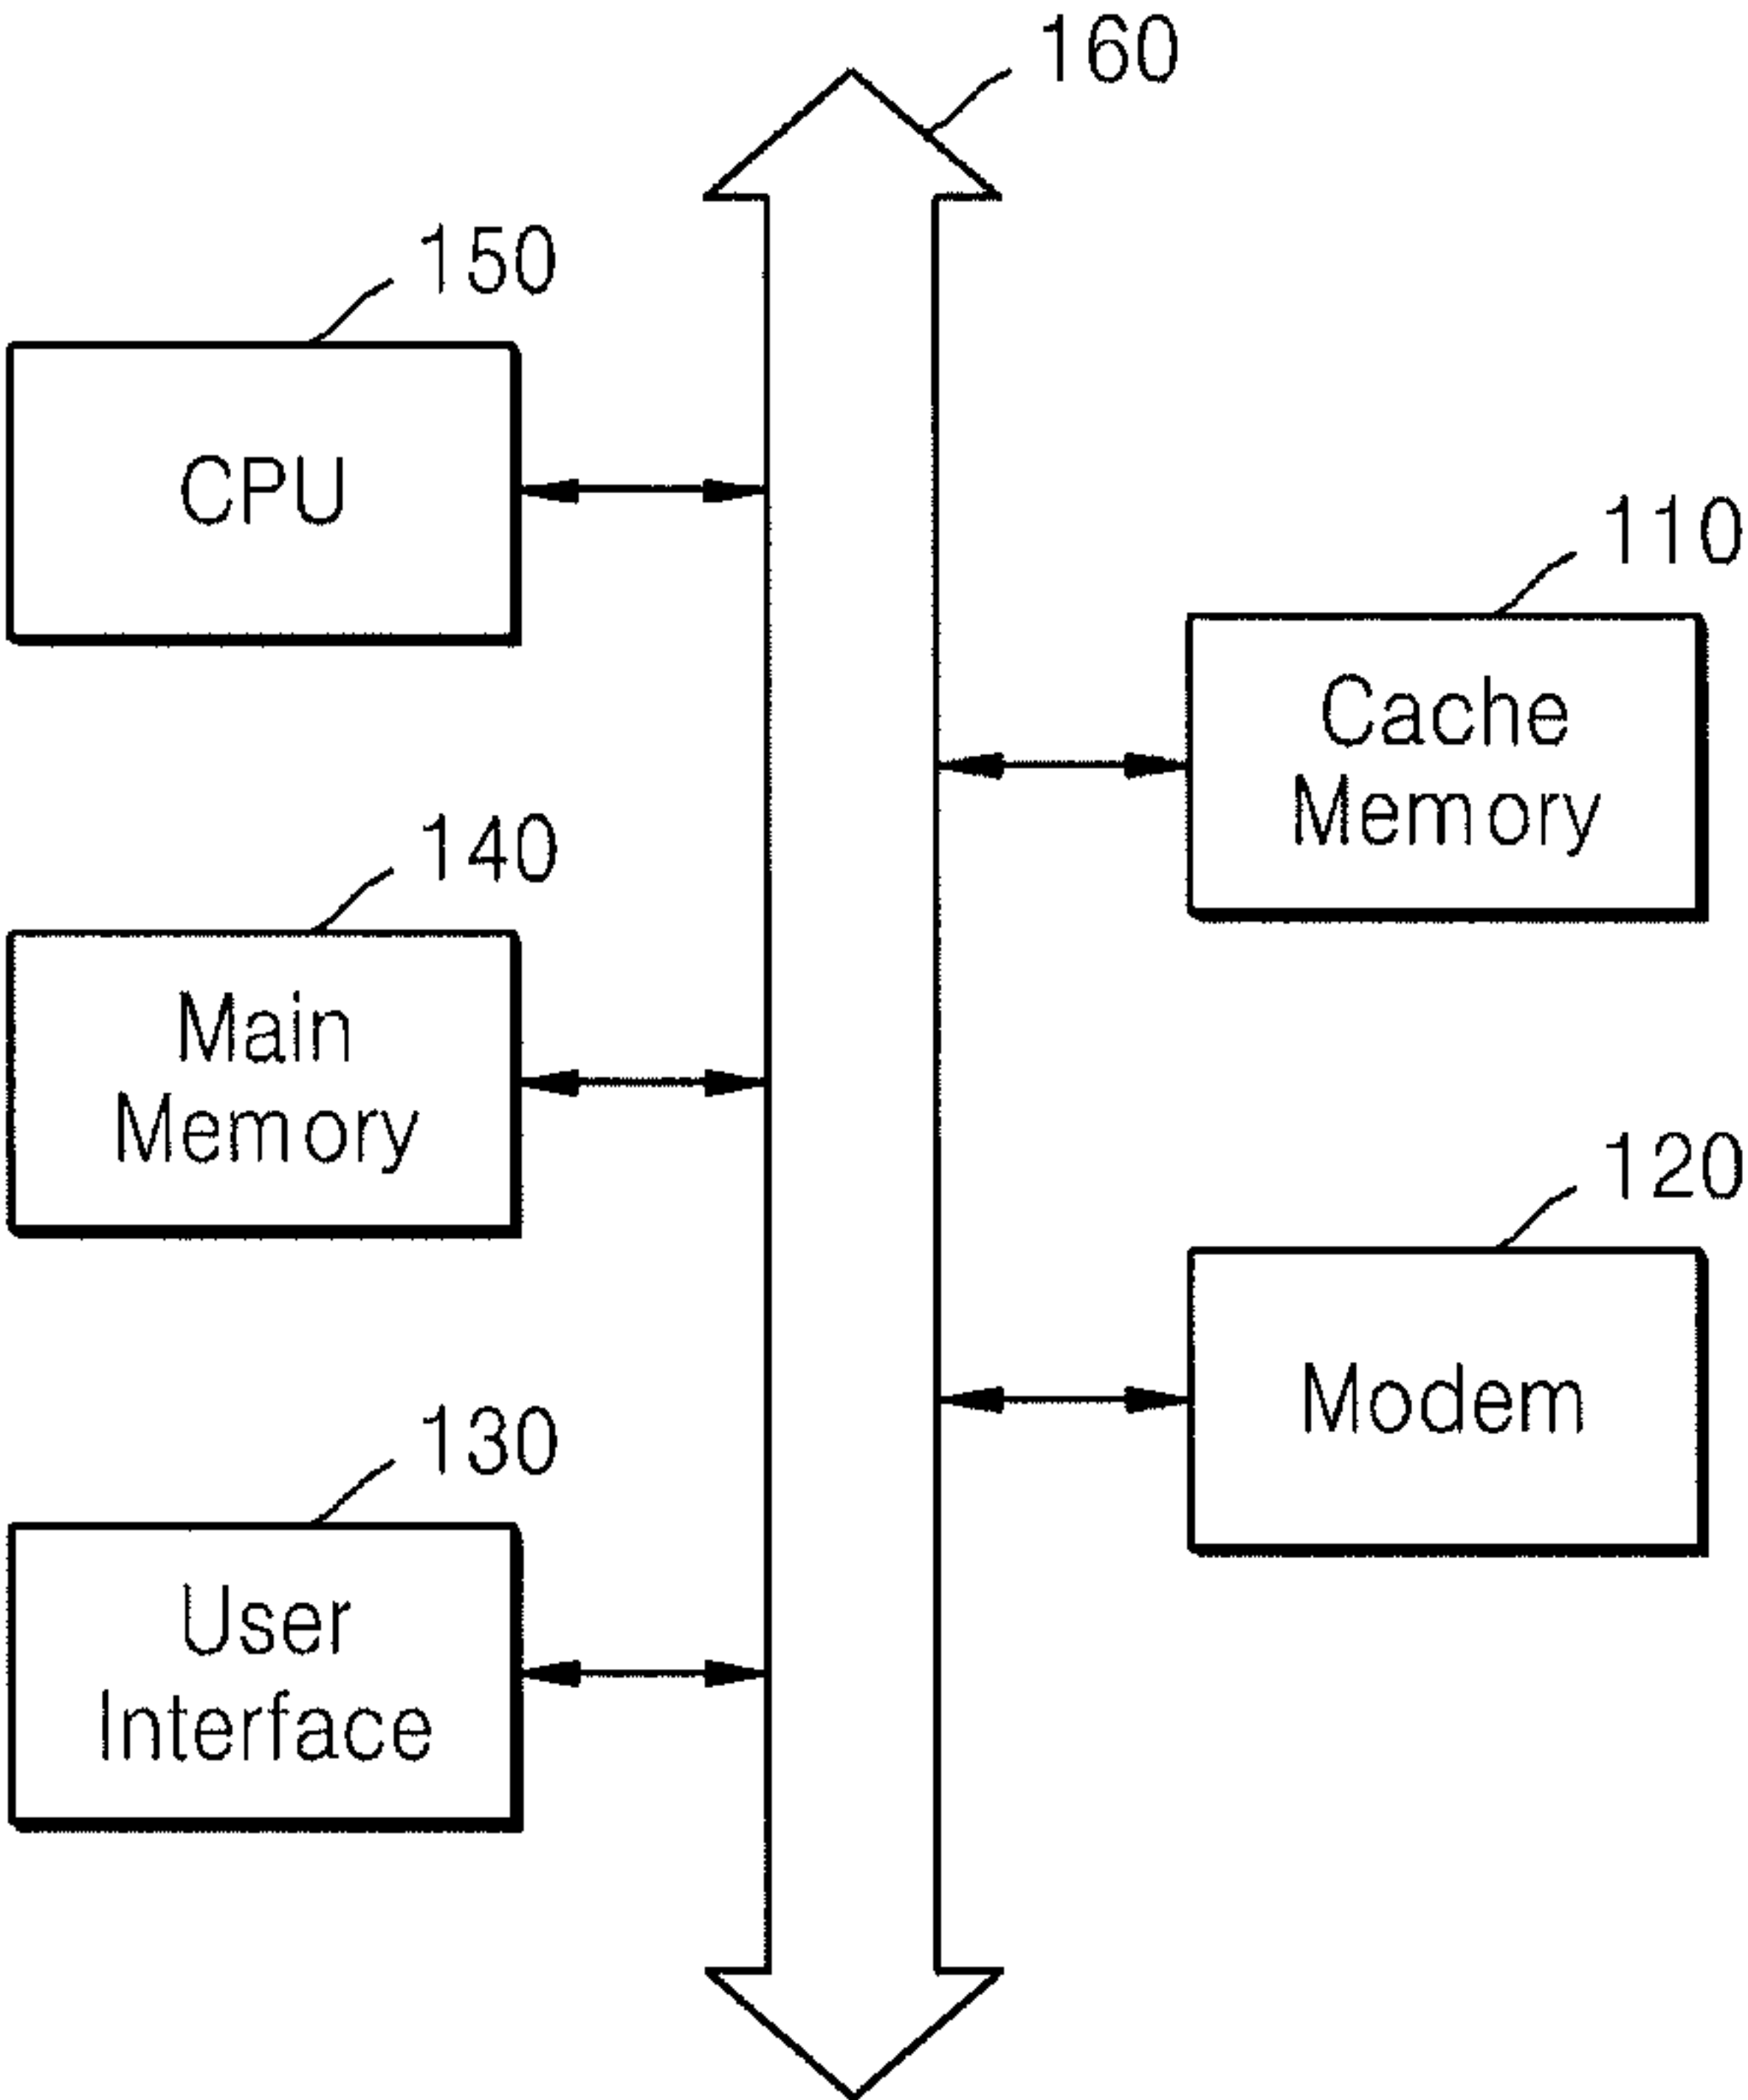 160
150
CPU
110
Cache
Memory
140
Main
Memory
120
Modem
130
User
Interface